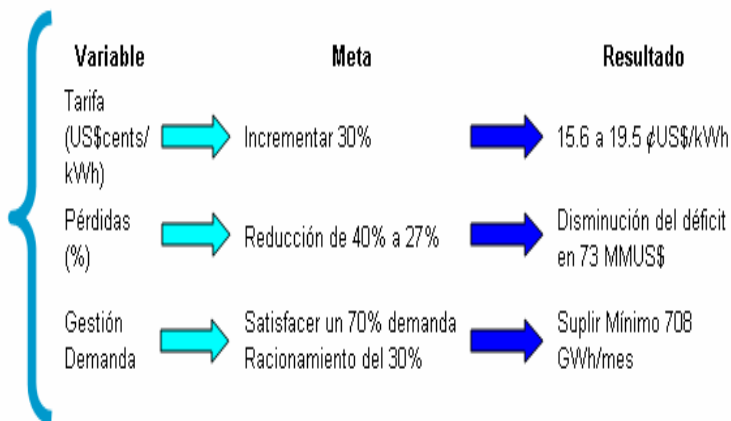 Variable Meta Resultado
Tarifa
(US$cents/
kWh)
Incrementar 30%
15.6 a 19.5 ¢US$/kWh
Pérdidas
(%)
Reducción de 40% a 27%
Disminución del déficit
en 73 MMUS$
Gestión
Demanda
Satisfacer un 70% demanda
Racionamiento del 30%
Suplir Mínimo 708
GWh/mes